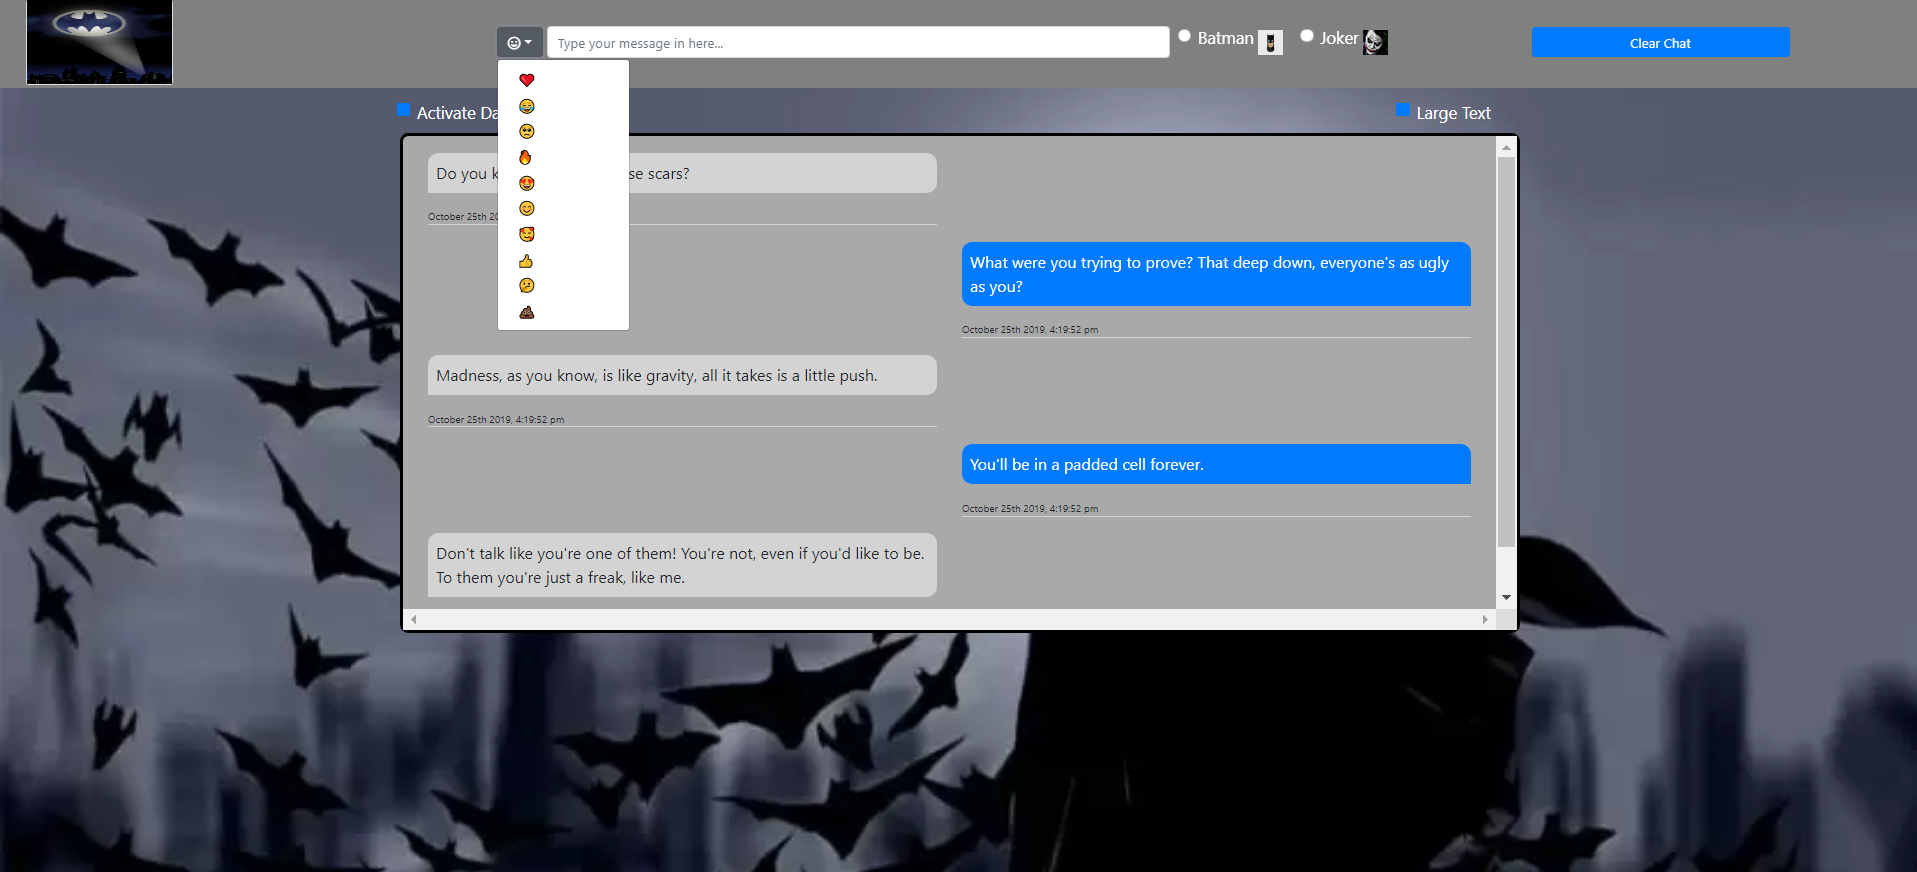 Type your message in here...
Batman
Joker
Clear Chat
Activate Da
Large Text
Do you k se scars?
October 25th 20
What were you trying to prove? That deep down, everyone's as ugly
as you?
October 25th 2019, 4:19:52 pm
Madness, as you know, is like gravity, all it takes is a little push.
October 25th 2019, 4:19:52 pm
You'll be in a padded cell forever.
October 25th 2019, 4:19:52 pm
Don't talk like you're one of them! You're not, even if you'd like to be.
To them you're just a freak, like me.